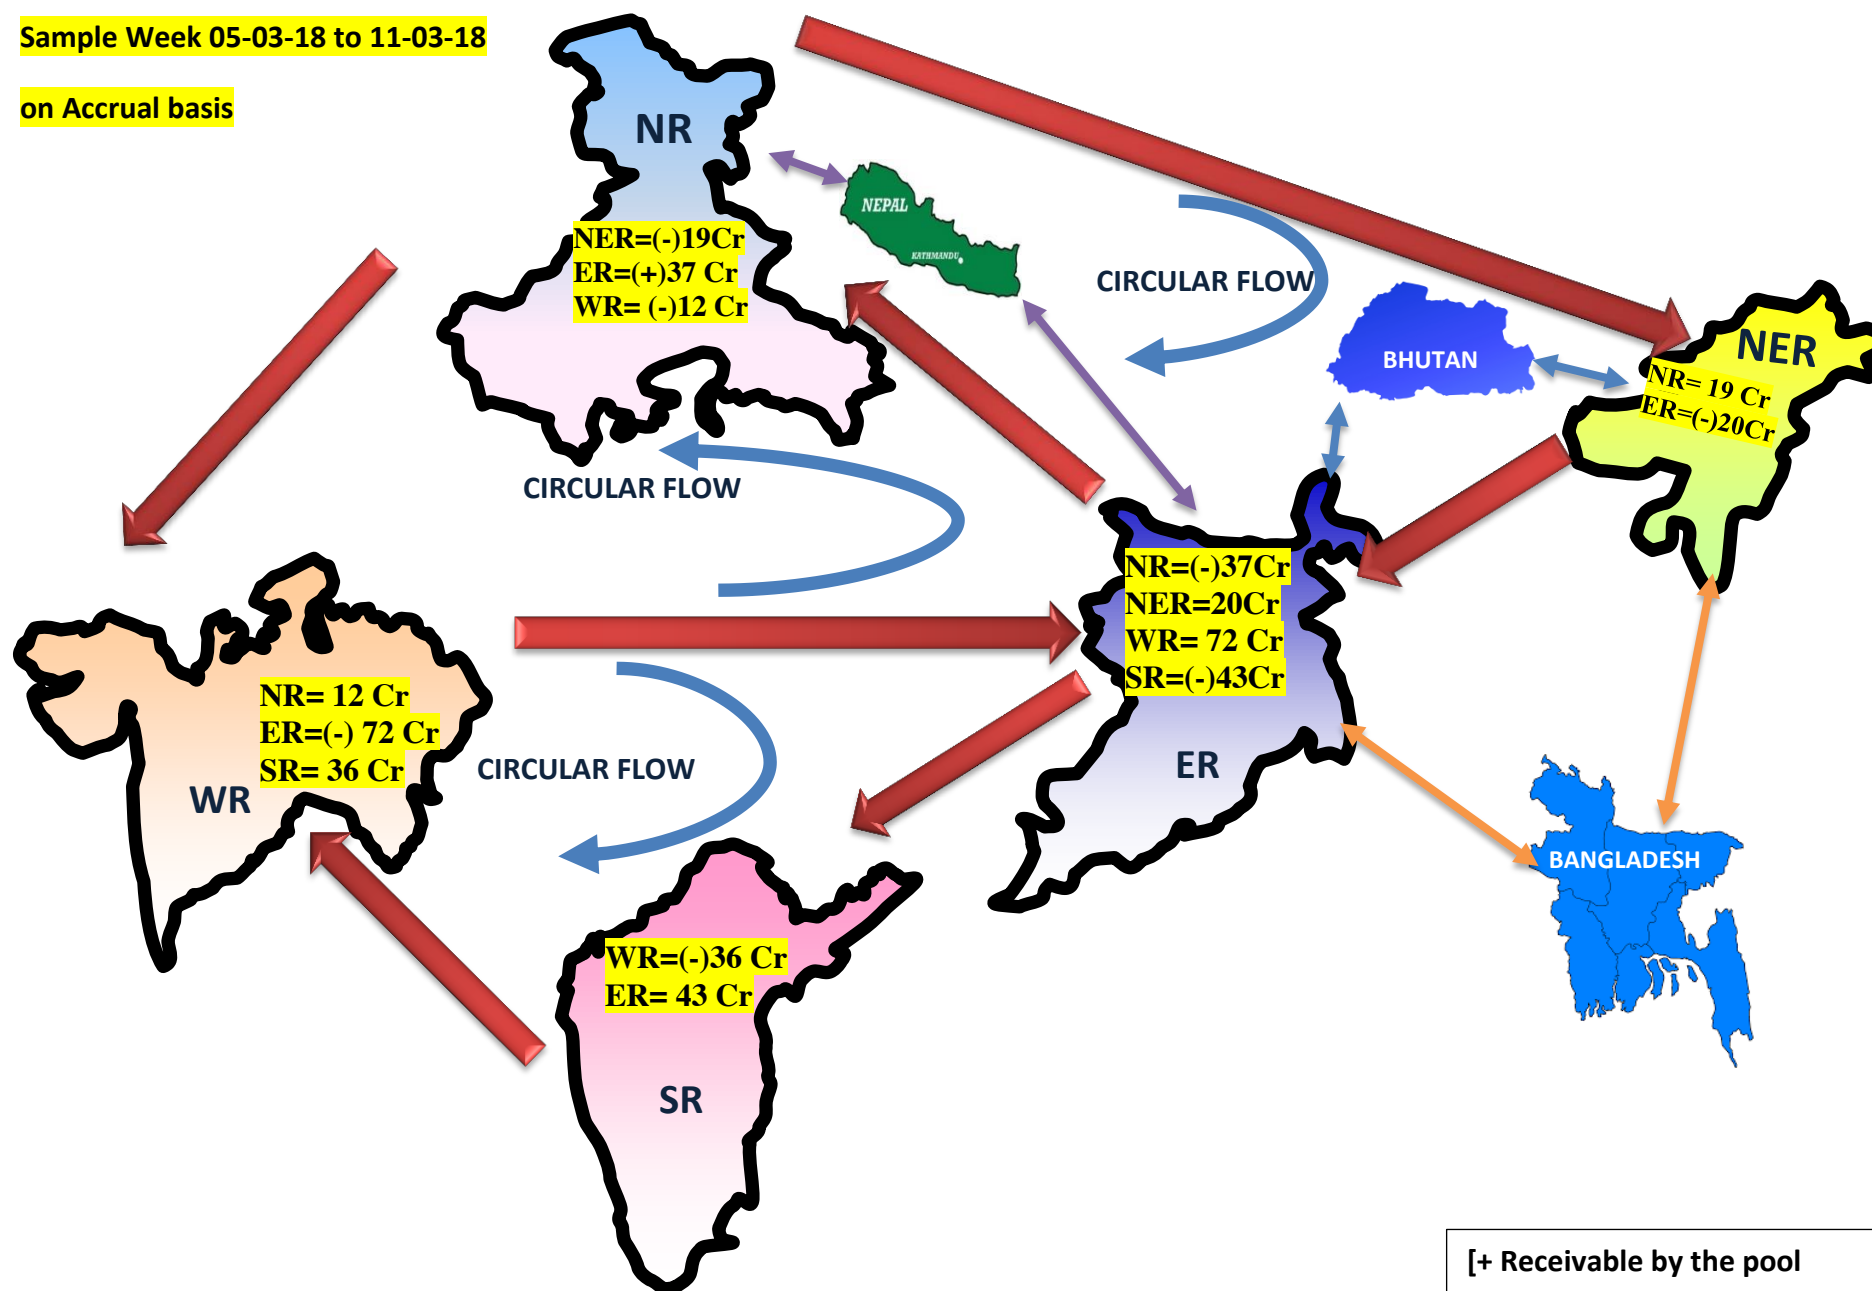 Sample Week 05-03-18 to 11-03-18
on Accrual basis
NR
NER=(-)19Cr
ER=(+)37 Cr
WR= (-)12 Cr
NEPAL
KATHMANDU
CIRCULAR FLOW
BHUTAN
NER
NR= 19 Cr
ER=(-)20Cr
CIRCULAR FLOW
NR=(-)37Cr
NER=20Cr
WR= 72 Cr
SR=(-)43Cr
ER
NR= 12 Cr
ER=(-) 72 Cr
SR= 36 Cr
WR
CIRCULAR FLOW
BANGLADESH
WR=(-)36 Cr
ER= 43 Cr
SR
[+ Receivable by the pool